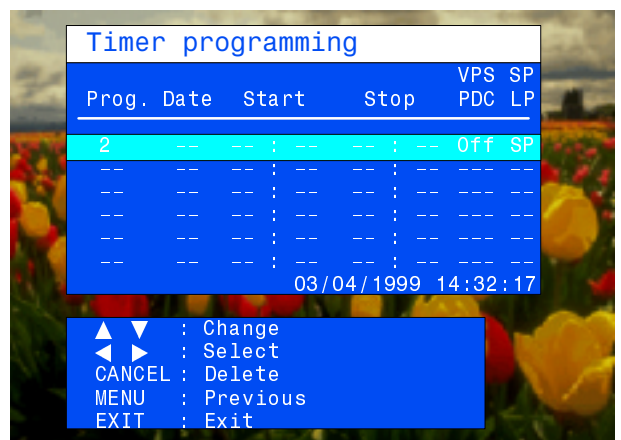 Timer programming
VPS SP
Prog. Date Start Stop PDC LP
2 -- -- : -- -- : -- Off SP
-- -- -- : -- -- : -- --- --
-- -- -- : -- -- : -- --- --
-- -- -- : -- -- : -- --- --
-- -- -- : -- -- : -- --- --
-- -- -- : -- -- : -- --- --
03/04/1999 14:32:17
▲ ▼ : Change
◀ ▶ : Select
CANCEL : Delete
MENU : Previous
EXIT : Exit